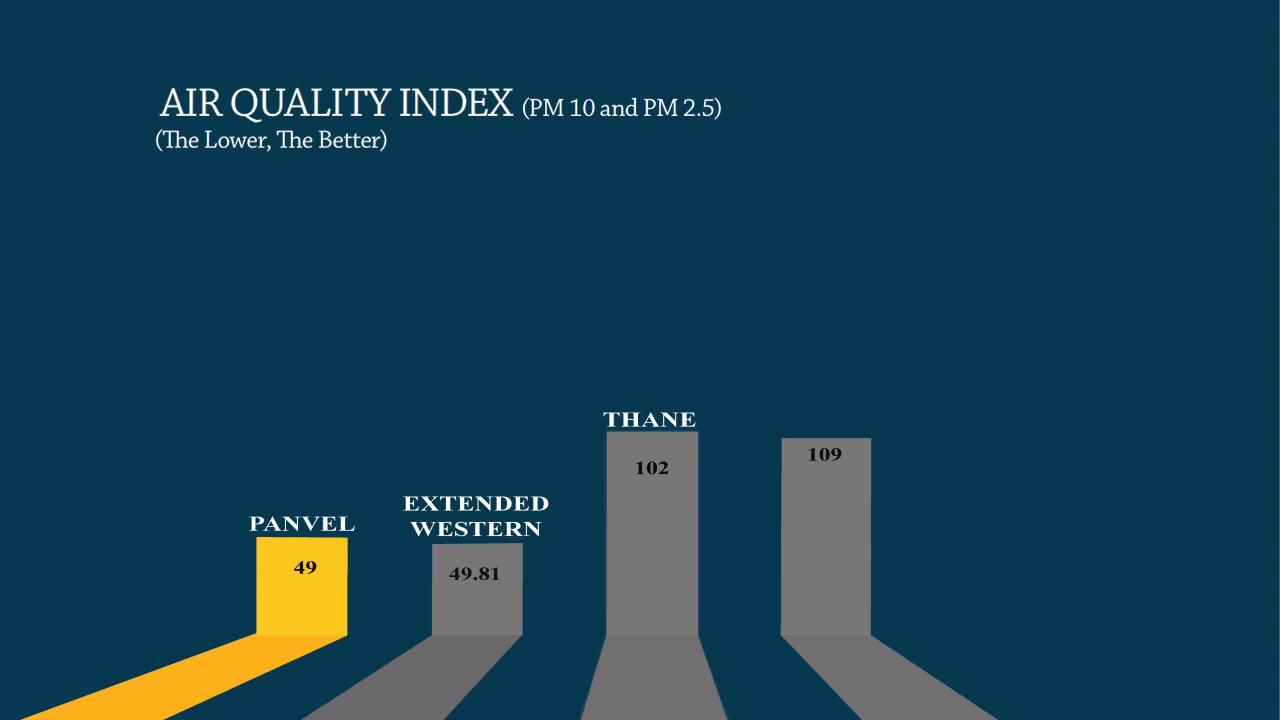 AIR QUALITY INDEX (PM 10 and PM 2.5)
(The Lower, The Better)
THANE
109
102
EXTENDED
WESTERN
PANVEL
49
49.81